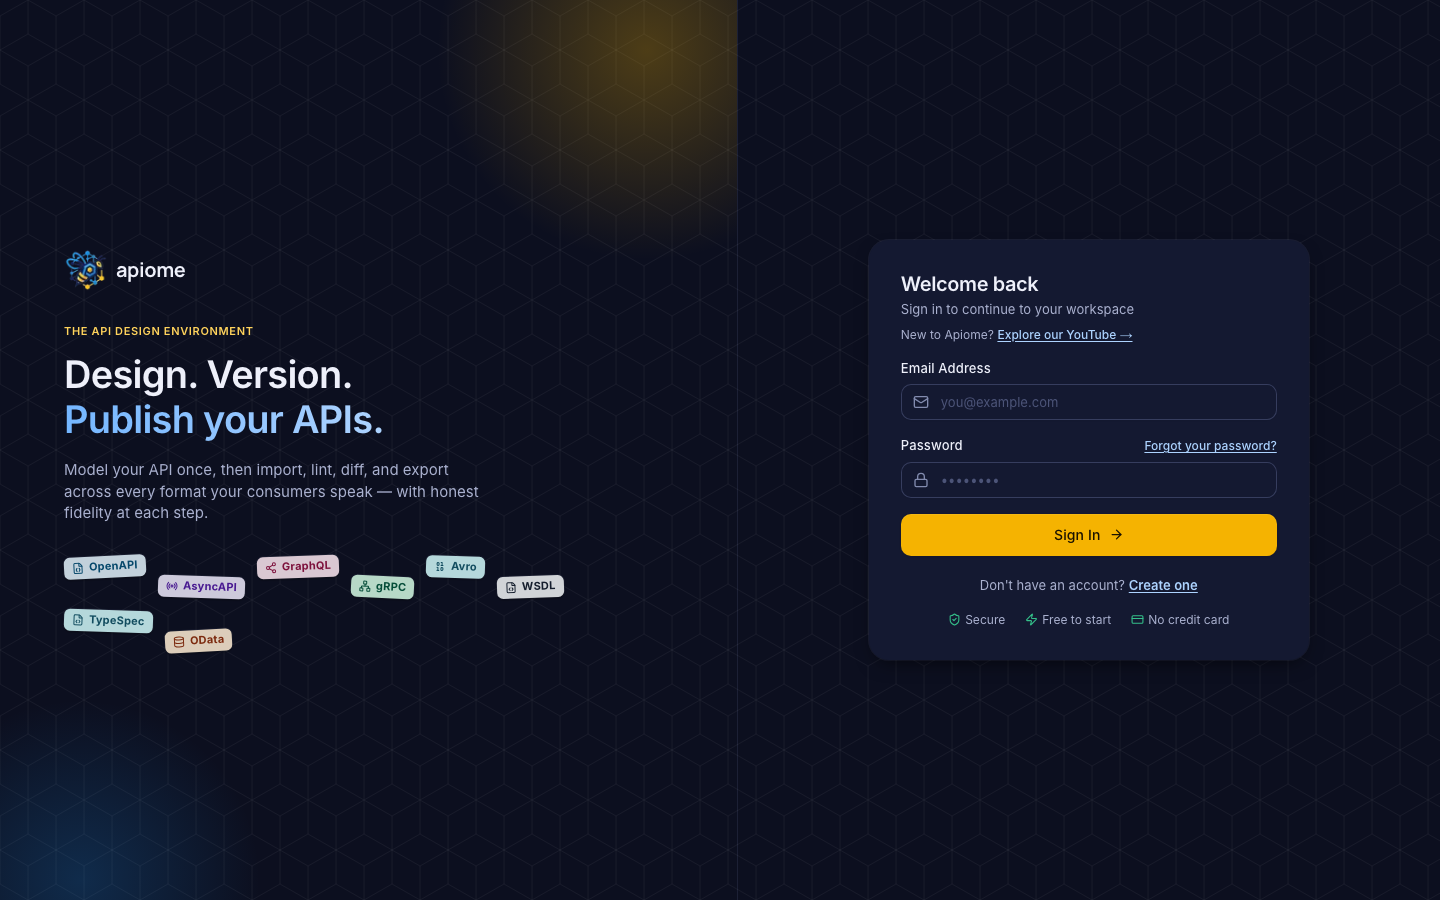 apiome
THE API DESIGN ENVIRONMENT
Design. Version.
Publish your APIs.
Model your API once, then import, lint, diff, and export
across every format your consumers speak — with honest
fidelity at each step.
OpenAPI
AsyncAPI
GraphQL
gRPC
Avro
WSDL
TypeSpec
OData
Welcome back
Sign in to continue to your workspace
New to Apiome? Explore our YouTube →
Email Address
you@example.com
Password Forgot your password?
••••••••
Sign In →
Don't have an account? Create one
Secure Free to start No credit card